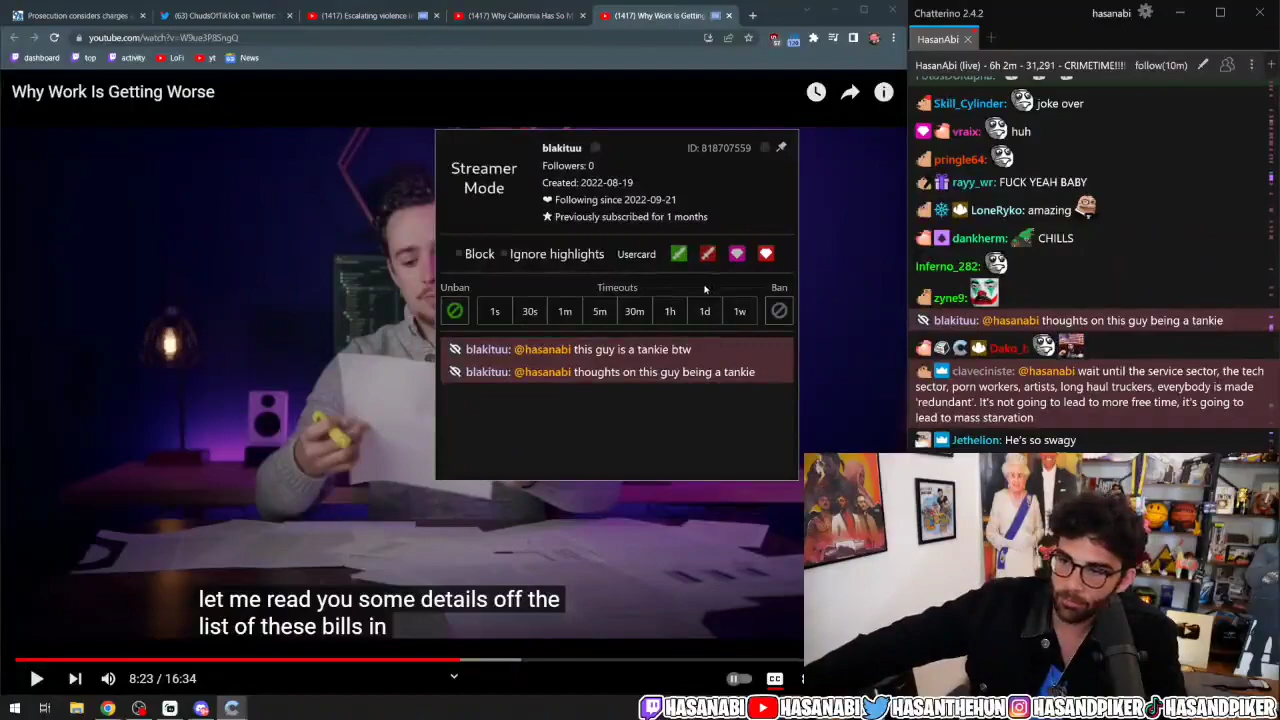 Prosecution considers charges
(63) ChudsOfTikTok on Twitter:
(1417) Escalating violence i
(1417) Why California Has So M
(1417) Why Work Is Getting
youtube.com/watch?v=W9ue3P8SngQ
dashboard
top
activity
LoFi
yt
News
Why Work Is Getting Worse
Streamer
Mode
blakituu
ID: 818707559
Followers: 0
Created: 2022-08-19
Following since 2022-09-21
Previously subscribed for 1 months
Block
Ignore highlights
Usercard
Unban
Timeouts
Ban
1s
30s
1m
5m
30m
1h
1d
1w
blakituu: @hasanabi this guy is a tankie btw
blakituu: @hasanabi thoughts on this guy being a tankie
let me read you some details off the
list of these bills in
8:23 / 16:34
CC
Chatterino 2.4.2
hasanabi
HasanAbi
HasanAbi (live) - 6h 2m - 31,291 - CRIMETIME!!!!
follow(10m)
Skill_Cylinder: joke over
vraix: huh
pringle64:
rayy_wr: FUCK YEAH BABY
LoneRyko: amazing
dankherm: CHILLS
Inferno_282:
zyne9:
blakituu: @hasanabi thoughts on this guy being a tankie
claveciniste: @hasanabi wait until the service sector, the tech
sector, porn workers, artists, long haul truckers, everybody is made
'redundant'. It's not going to lead to more free time, it's going to
lead to mass starvation
Jethelion: He's so swagy
HASANABI
HASANABI
HASANTHEHUN
HASANDPIKER
HASANDPIKER